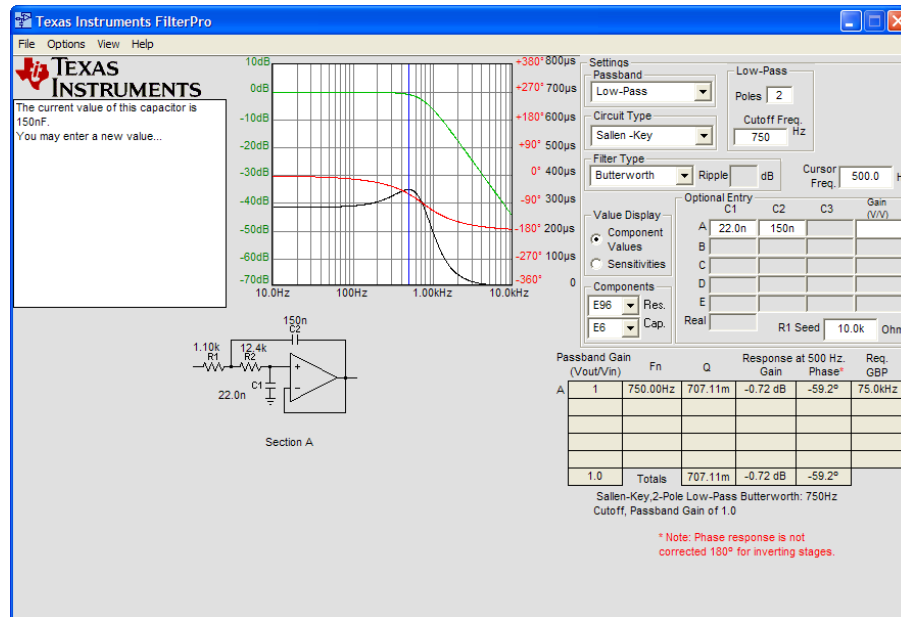 Texas Instruments FilterPro
File Options View Help
TEXAS
INSTRUMENTS
The current value of this capacitor is
150nF.
You may enter a new value...
10dB
0dB
-10dB
-20dB
-30dB
-40dB
-50dB
-60dB
-70dB
+380° 800µs
+270° 700µs
+180° 600µs
+90° 500µs
0° 400µs
-90° 300µs
-180° 200µs
-270° 100µs
-360° 0
10.0Hz 100Hz 1.00kHz 10.0kHz
Settings
Passband
Low-Pass
Circuit Type
Sallen -Key
Low-Pass
Poles 2
Cutoff Freq.
750 Hz
Filter Type
Butterworth Ripple dB
Cursor
Freq. 500.0
Value Display
Component
Values
Sensitivities
Components
E96 Res.
E6 Cap.
Optional Entry
C1 C2 C3 Gain
(V/V)
A 22.0n 150n
B
C
D
E
Real
R1 Seed 10.0k Ohm
150n
C2
1.10k 12.4k
R1 R2
C1
22.0n
+
-
Section A
Passband Gain
(Vout/Vin) Fn Q Response at 500 Hz. Req.
Gain Phase* GBP
A 1 750.00Hz 707.11m -0.72 dB -59.2º 75.0kHz
1.0 Totals 707.11m -0.72 dB -59.2º
Sallen-Key,2-Pole Low-Pass Butterworth: 750Hz
Cutoff, Passband Gain of 1.0
* Note: Phase response is not
corrected 180º for inverting stages.